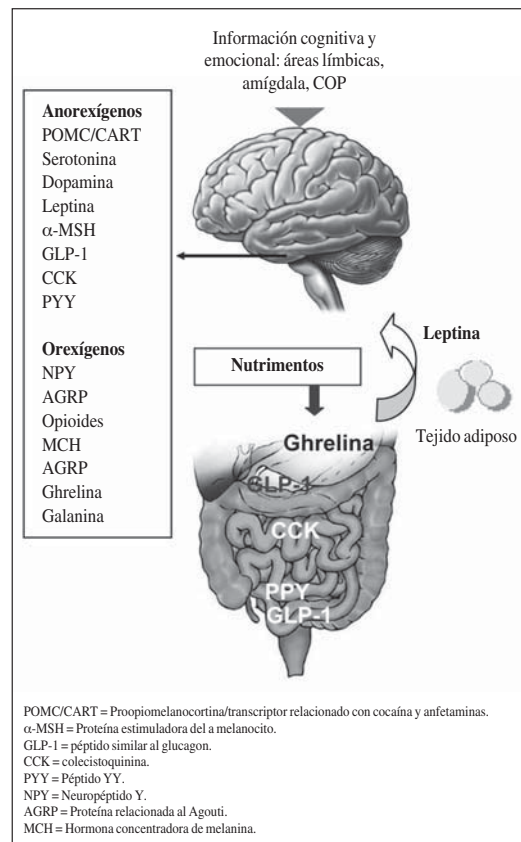 Información cognitiva y
emocional: áreas límbicas,
amígdala, COP
Anorexígenos
POMC/CART
Serotonina
Dopamina
Leptina
α-MSH
GLP-1
CCK
PYY
Orexígenos
NPY
AGRP
Opioides
MCH
AGRP
Ghrelina
Galanina
Leptina
Nutrimentos
Tejido adiposo
Ghrelina
GLP-1
CCK
PPY
GLP-1
POMC/CART = Proopiomelanocortina/transcriptor relacionado con cocaína y anfetaminas.
α-MSH = Proteína estimuladora del a melanocito.
GLP-1 = péptido similar al glucagon.
CCK = colecistoquinina.
PYY = Péptido YY.
NPY = Neuropéptido Y.
AGRP = Proteína relacionada al Agouti.
MCH = Hormona concentradora de melanina.